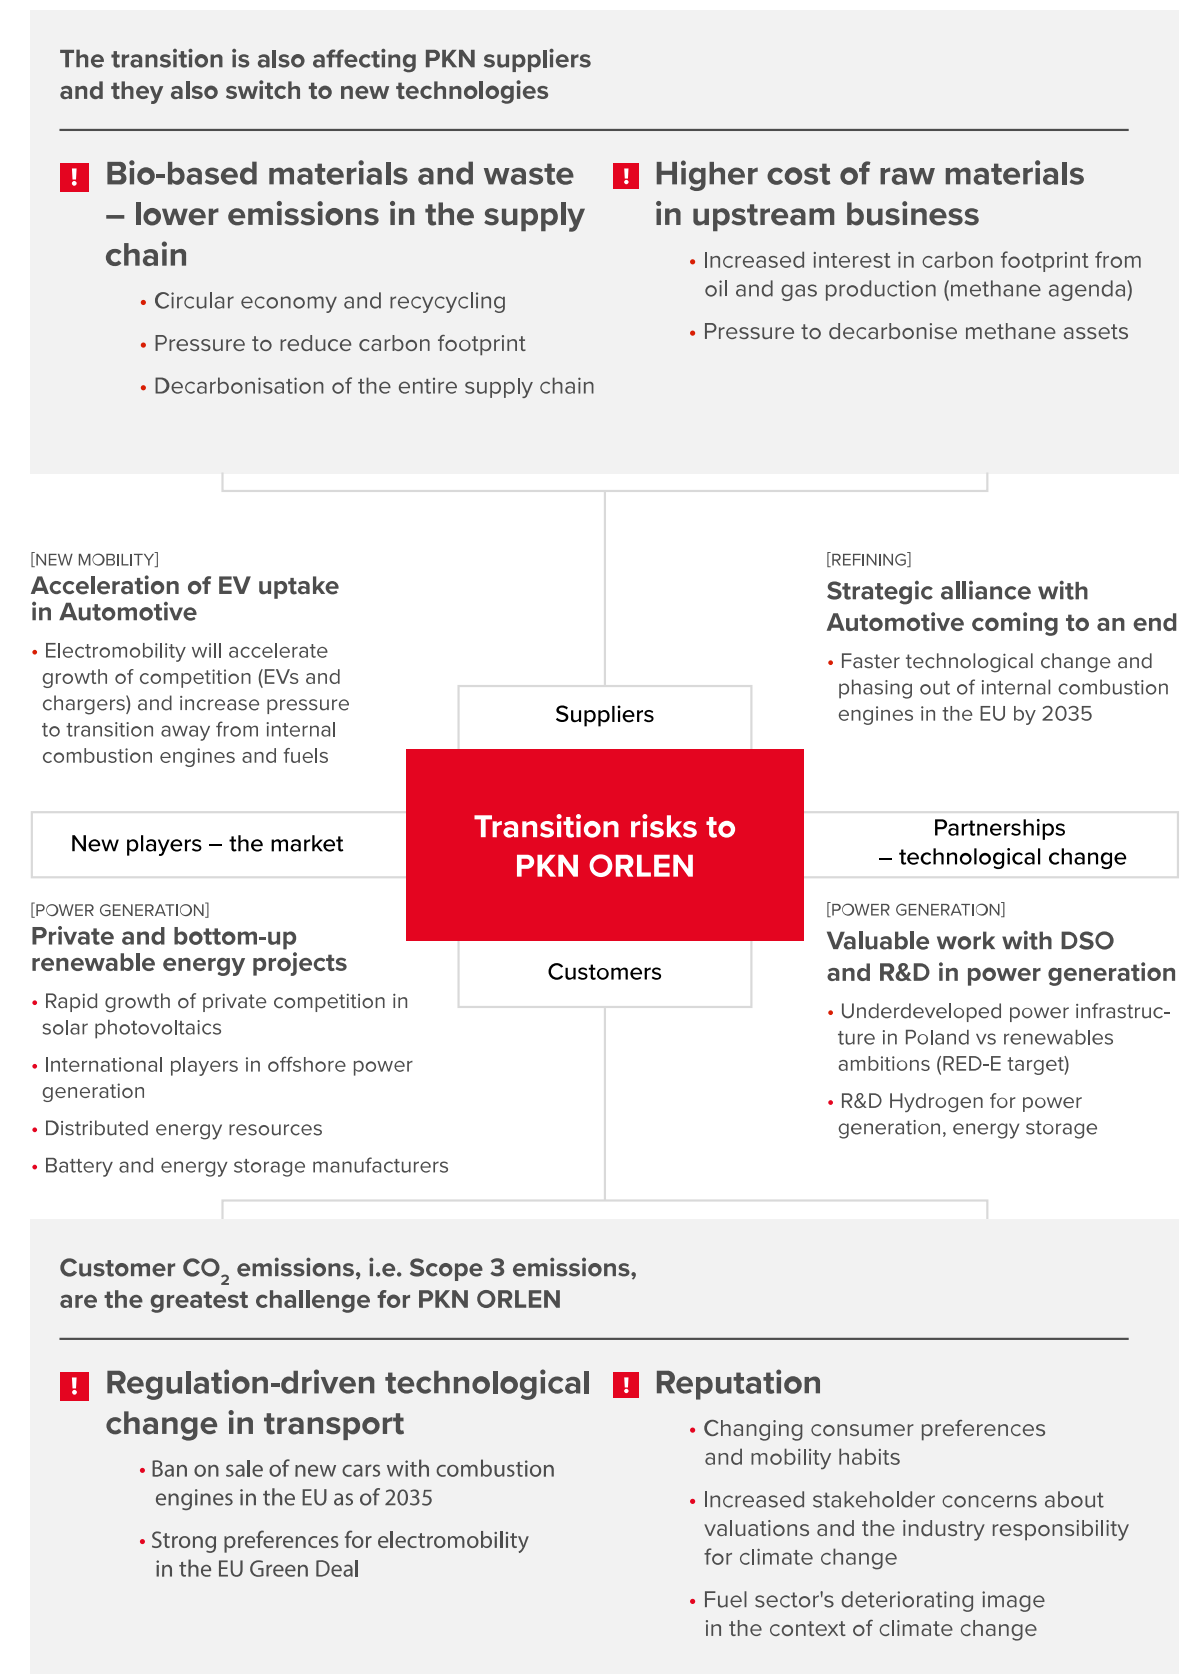 The transition is also affecting PKN suppliers
and they also switch to new technologies
! Bio-based materials and waste
– lower emissions in the supply
chain
• Circular economy and recycycling
• Pressure to reduce carbon footprint
• Decarbonisation of the entire supply chain
! Higher cost of raw materials
in upstream business
• Increased interest in carbon footprint from
oil and gas production (methane agenda)
• Pressure to decarbonise methane assets
[NEW MOBILITY]
Acceleration of EV uptake
in Automotive
• Electromobility will accelerate
growth of competition (EVs and
chargers) and increase pressure
to transition away from internal
combustion engines and fuels
[REFINING]
Strategic alliance with
Automotive coming to an end
• Faster technological change and
phasing out of internal combustion
engines in the EU by 2035
Suppliers
New players – the market
Transition risks to
PKN ORLEN
Partnerships
– technological change
Customers
[POWER GENERATION]
Private and bottom-up
renewable energy projects
• Rapid growth of private competition in
solar photovoltaics
• International players in offshore power
generation
• Distributed energy resources
• Battery and energy storage manufacturers
[POWER GENERATION]
Valuable work with DSO
and R&D in power generation
• Underdeveloped power infrastruc-
ture in Poland vs renewables
ambitions (RED-E target)
• R&D Hydrogen for power
generation, energy storage
Customer CO₂ emissions, i.e. Scope 3 emissions,
are the greatest challenge for PKN ORLEN
! Regulation-driven technological
change in transport
• Ban on sale of new cars with combustion
engines in the EU as of 2035
• Strong preferences for electromobility
in the EU Green Deal
! Reputation
• Changing consumer preferences
and mobility habits
• Increased stakeholder concerns about
valuations and the industry responsibility
for climate change
• Fuel sector's deteriorating image
in the context of climate change